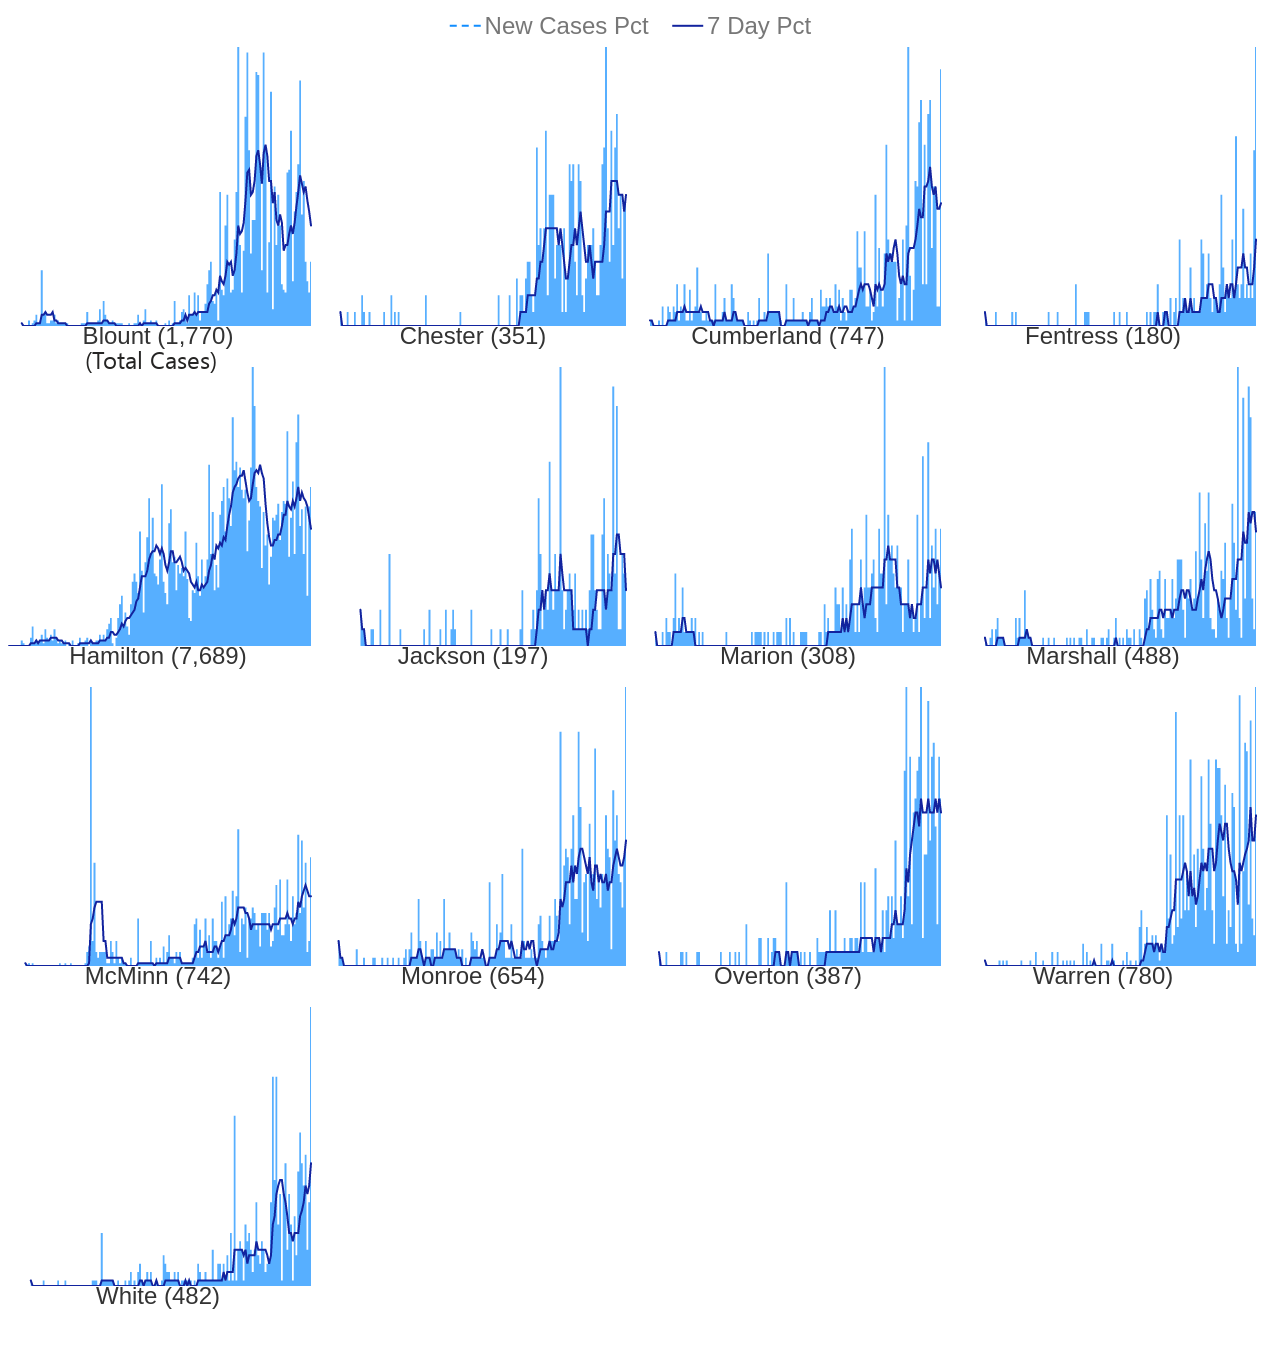 New Cases Pct 7 Day Pct
Blount (1,770) Chester (351) Cumberland (747) Fentress (180)
(Total Cases)
Hamilton (7,689) Jackson (197) Marion (308) Marshall (488)
McMinn (742) Monroe (654) Overton (387) Warren (780)
White (482)